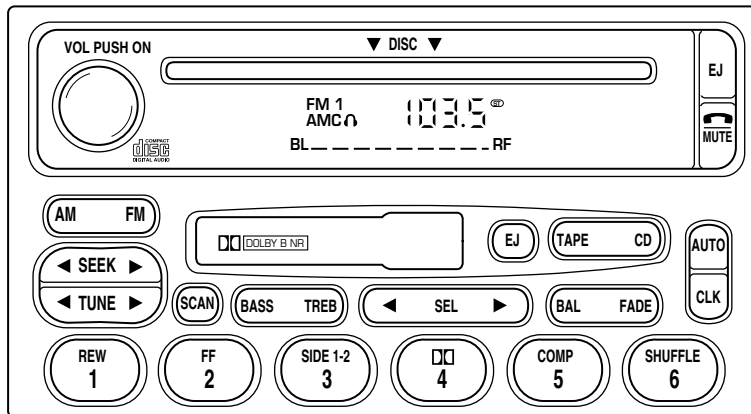 VOL PUSH ON
▼ DISC ▼
EJ
FM 1
103.5 ST
AMC
MUTE
COMPACT
disc
DIGITAL AUDIO
BL RF
AM FM
DOLBY B NR
EJ
TAPE CD
AUTO
◀ SEEK ▶
◀ TUNE ▶
SCAN
BASS TREB
◀ SEL ▶
BAL FADE
CLK
REW
1
FF
2
SIDE 1-2
3
4
COMP
5
SHUFFLE
6